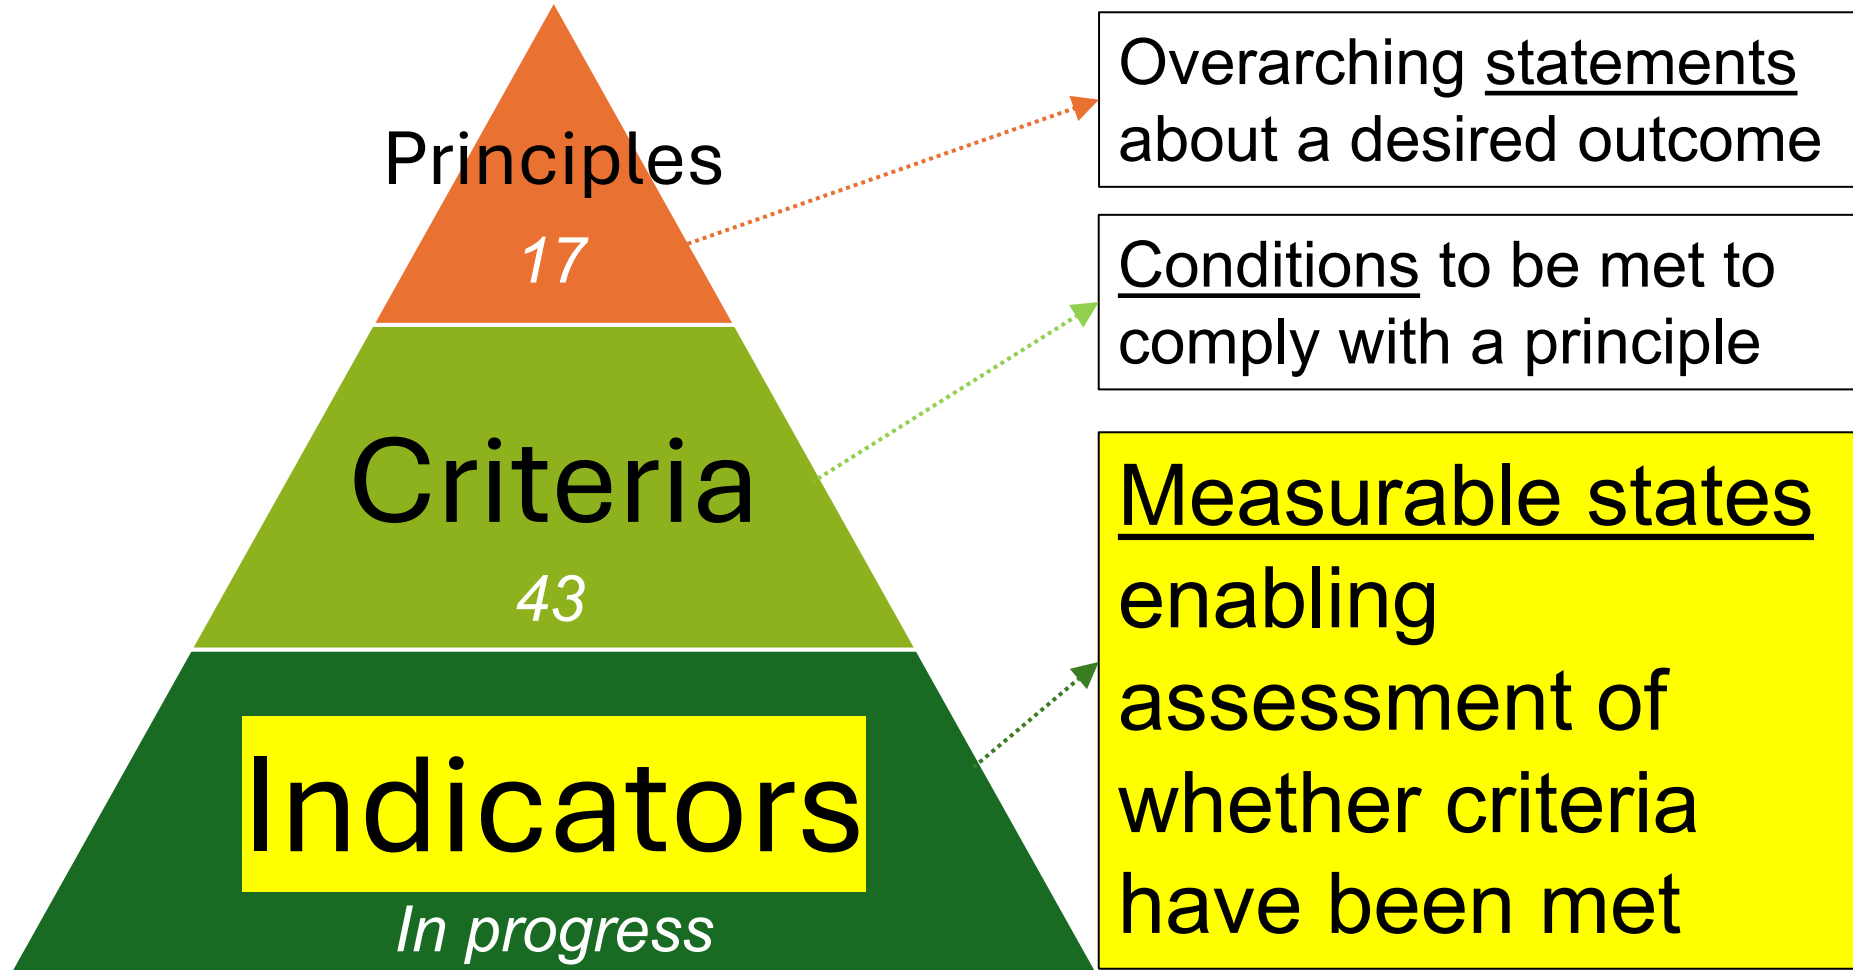 Principles
17
Criteria
43
Indicators
In progress
Overarching statements
about a desired outcome
Conditions to be met to
comply with a principle
Measurable states
enabling
assessment of
whether criteria
have been met